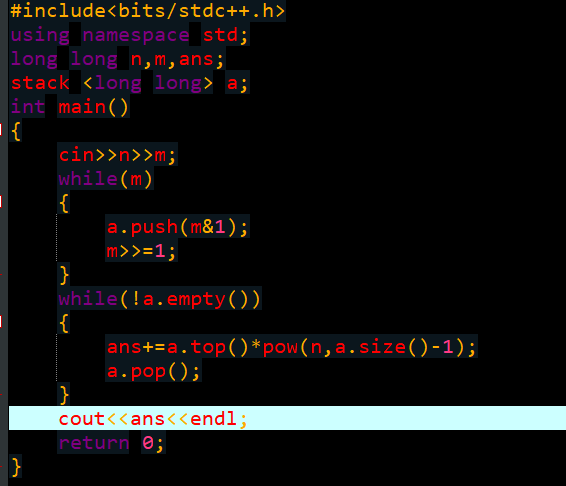 #include<bits/stdc++.h>
using namespace std;
long long n,m,ans;
stack <long long> a;
int main()
{
    cin>>n>>m;
    while(m)
    {
        a.push(m&1);
        m>>=1;
    }
    while(!a.empty())
    {
        ans+=a.top()*pow(n,a.size()-1);
        a.pop();
    }
    cout<<ans<<endl;
    return 0;
}